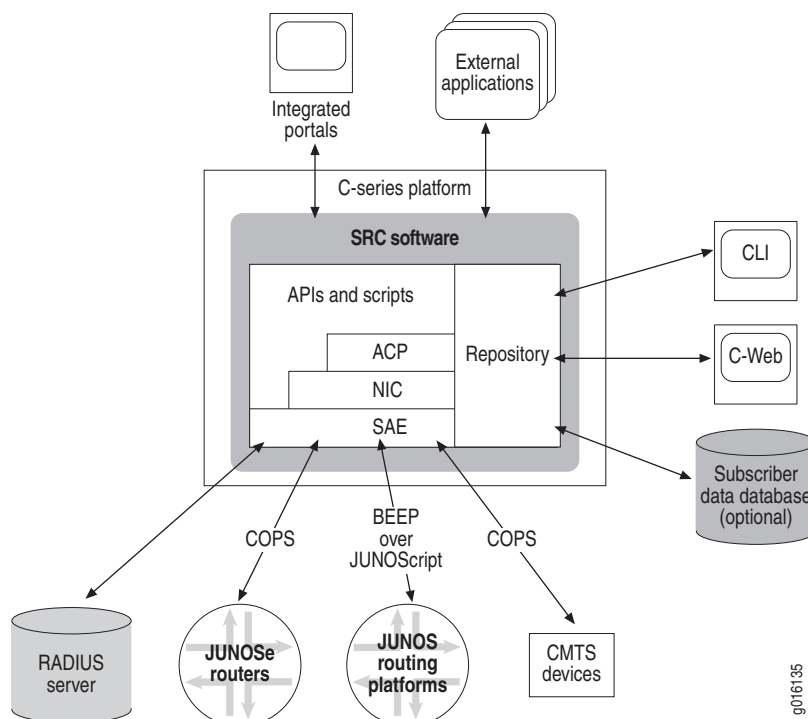 External
applications
Integrated
portals
C-series platform
SRC software
CLI
APIs and scripts
ACP
Repository
C-Web
NIC
SAE
Subscriber
data database
(optional)
BEEP
COPS
over
COPS
JUNOScript
RADIUS
server
JUNOSe
routers
JUNOS
routing
platforms
CMTS
devices
g016135